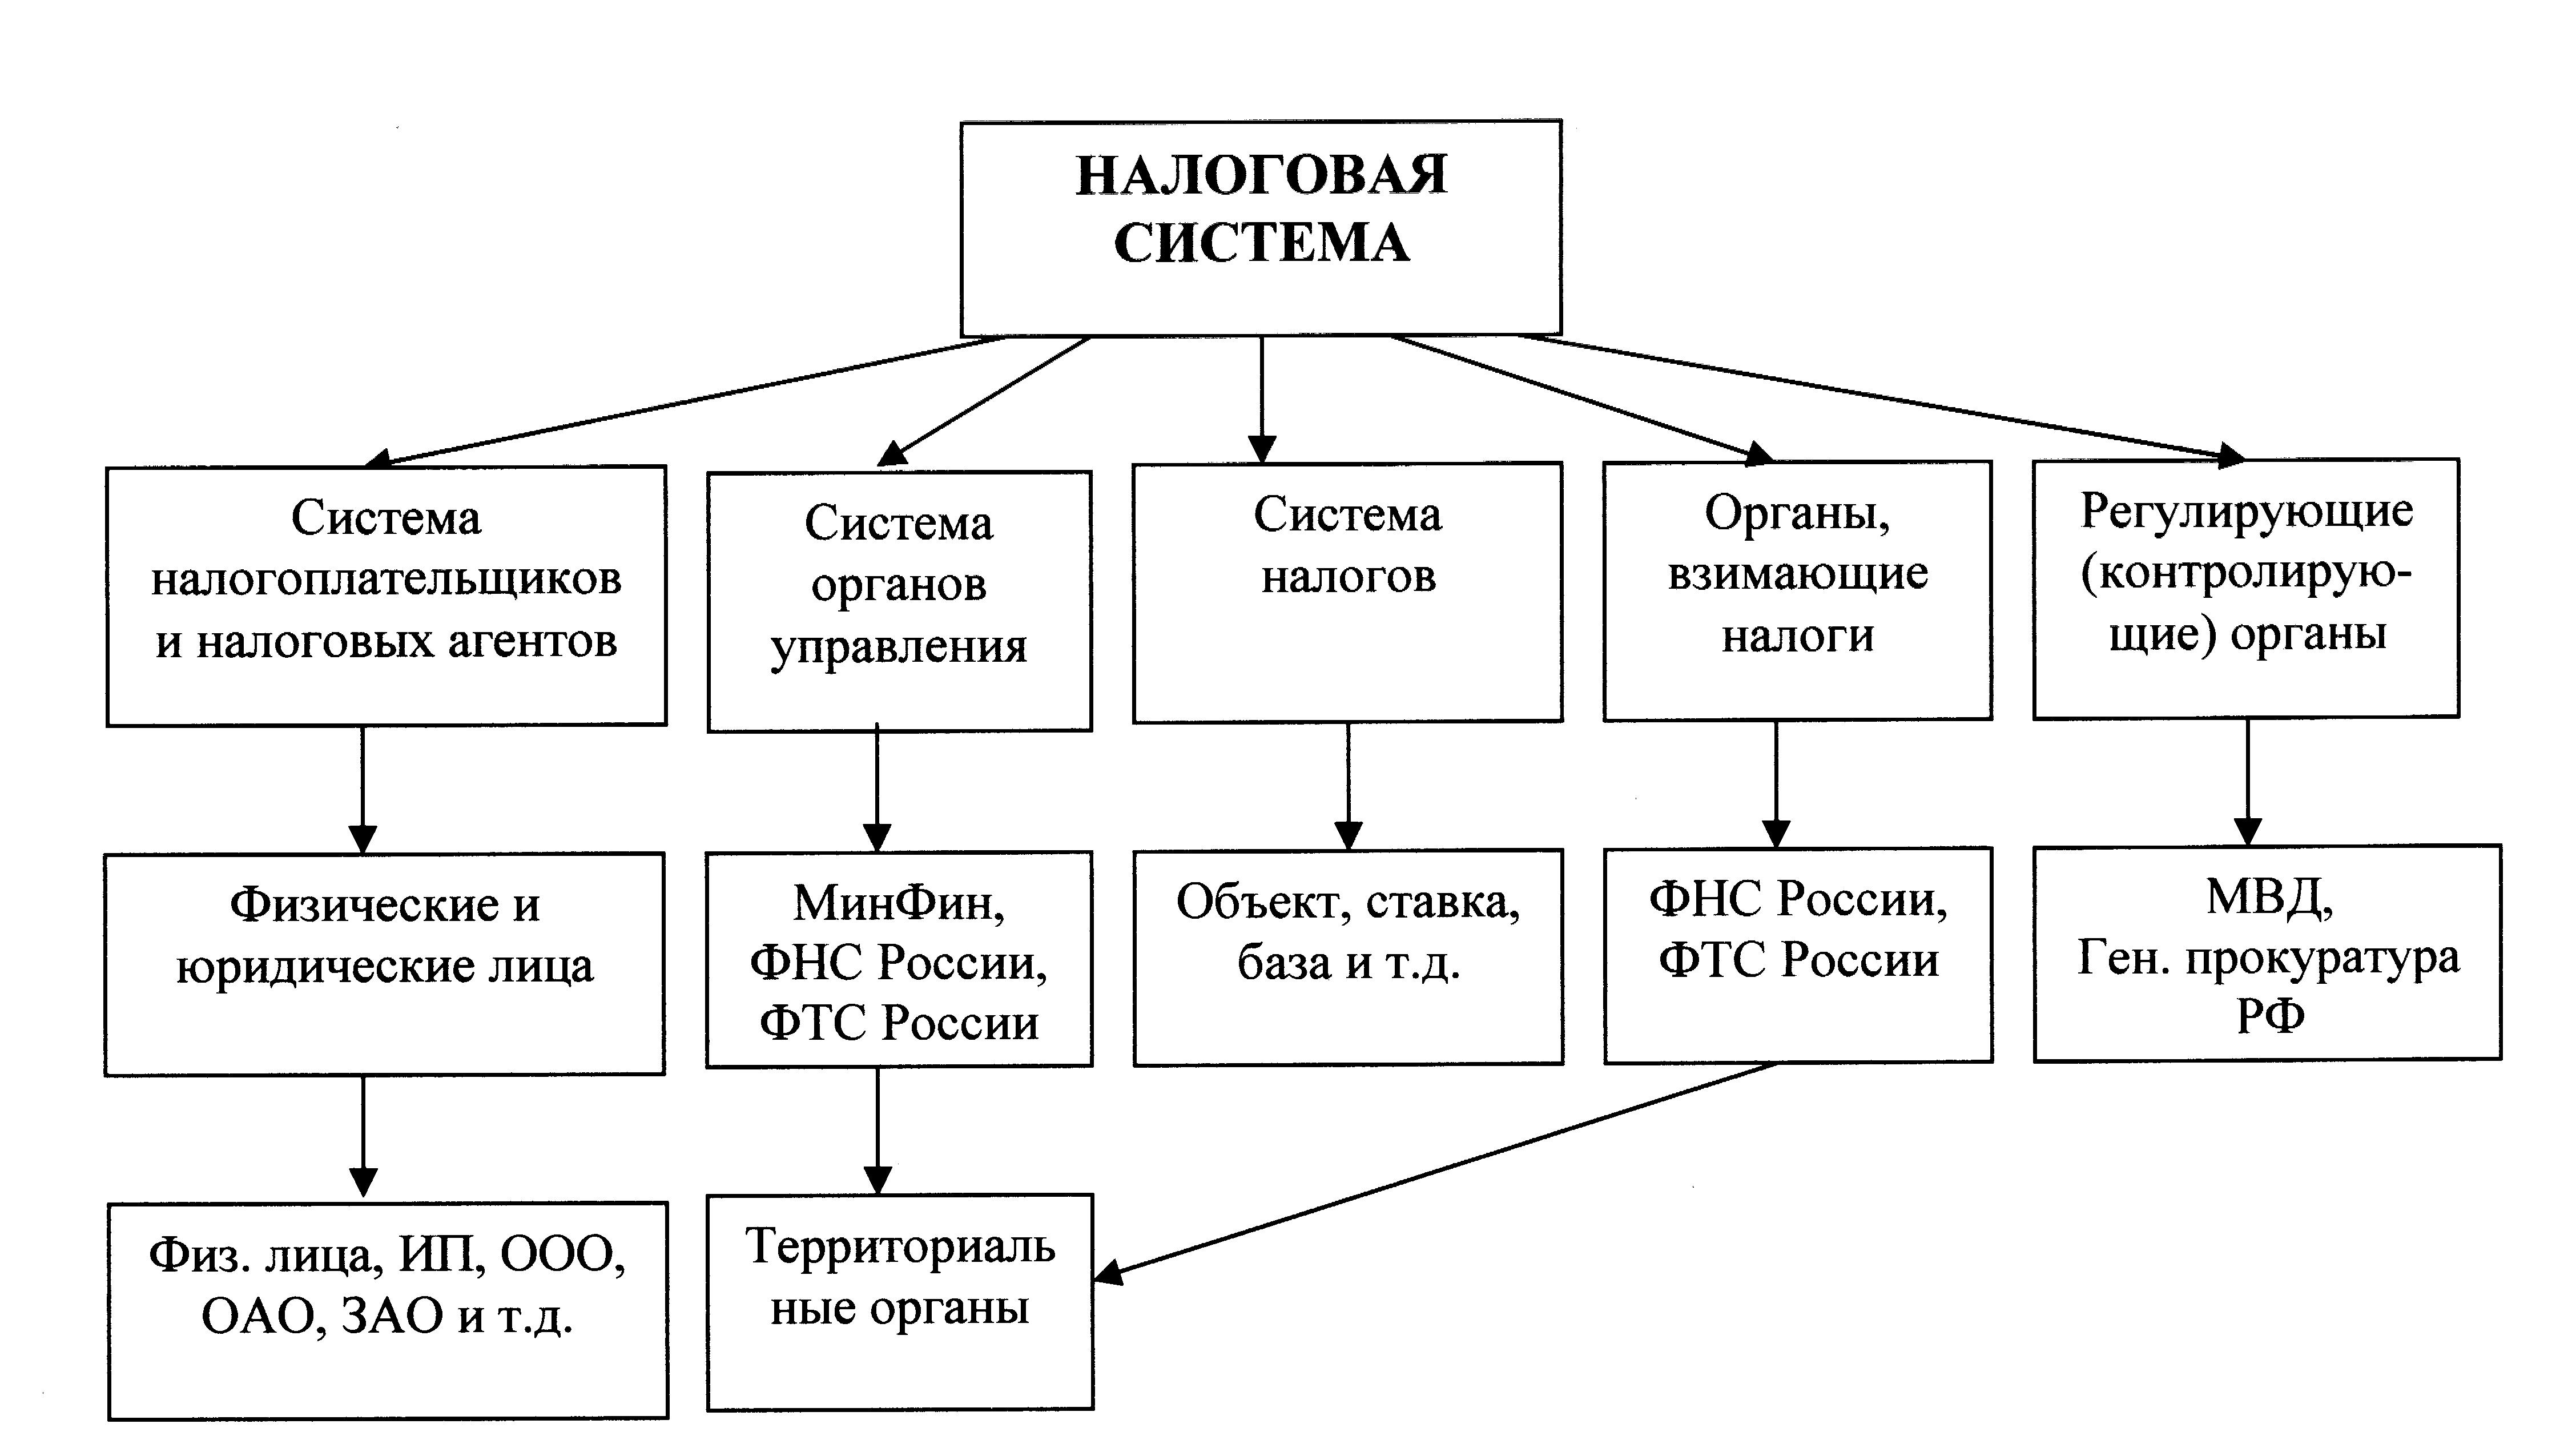 НАЛОГОВАЯ
СИСТЕМА
Система
налогоплательщиков
и налоговых агентов
Система
органов
управления
Система
налогов
Органы,
взимающие
налоги
Регулирующие
(контролирую-
щие) органы
Физические и
юридические лица
МинФин,
ФНС России,
ФТС России
Объект, ставка,
база и т.д.
ФНС России,
ФТС России
МВД,
Ген. прокуратура
РФ
Физ. лица, ИП, ООО,
ОАО, ЗАО и т.д.
Территориаль
ные органы